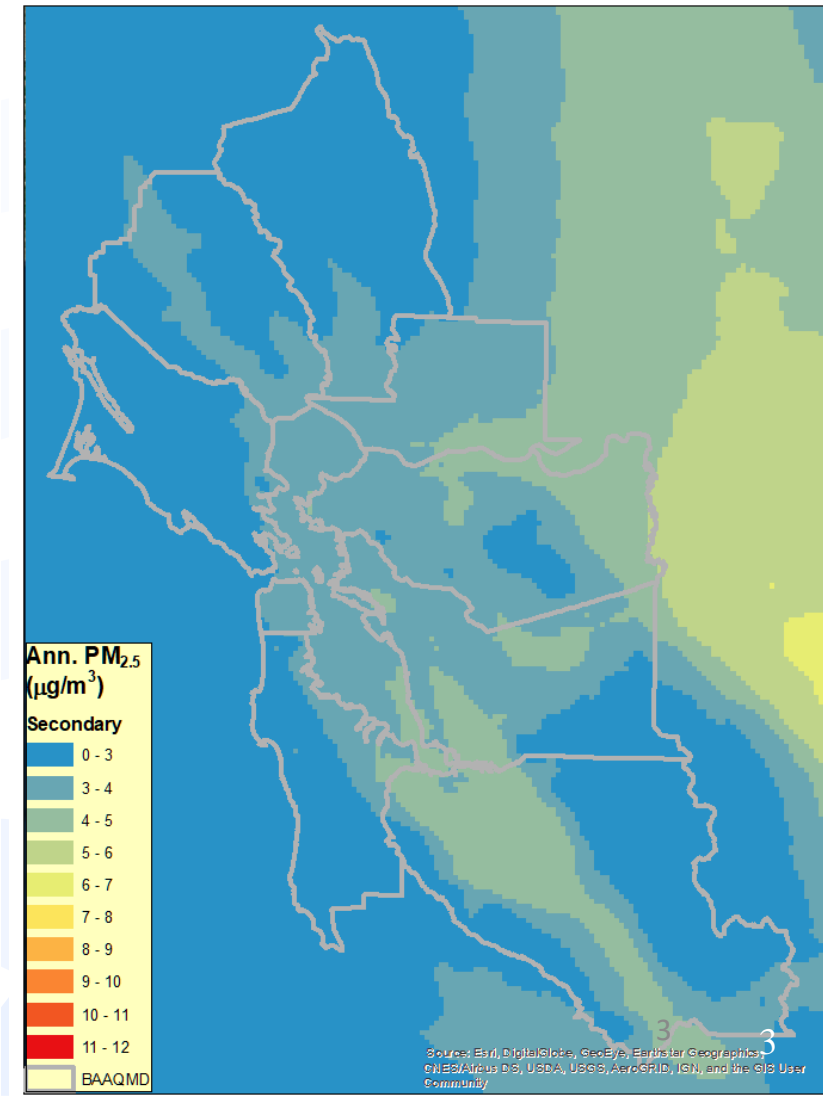 Ann. PM2.5
(µg/m³)
Secondary
0 - 3
3 - 4
4 - 5
5 - 6
6 - 7
7 - 8
8 - 9
9 - 10
10 - 11
11 - 12
BAAQMD
3
3
Source: Esri, DigitalGlobe, GeoEye, Earthstar Geographics,
CNES/Airbus DS, USDA, USGS, AeroGRID, IGN, and the GIS User
Community